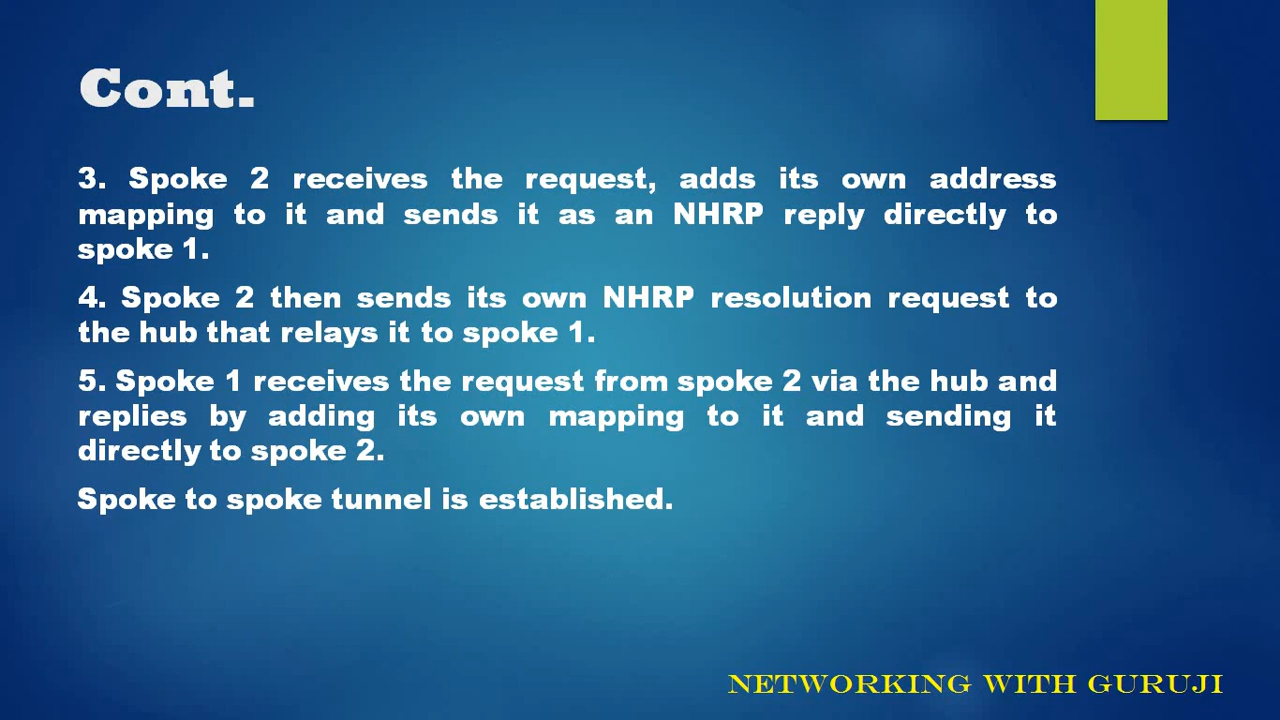 Cont.
3. Spoke 2 receives the request, adds its own address
mapping to it and sends it as an NHRP reply directly to
spoke 1.
4. Spoke 2 then sends its own NHRP resolution request to
the hub that relays it to spoke 1.
5. Spoke 1 receives the request from spoke 2 via the hub and
replies by adding its own mapping to it and sending it
directly to spoke 2.
Spoke to spoke tunnel is established.
NETWORKING WITH GURUJI